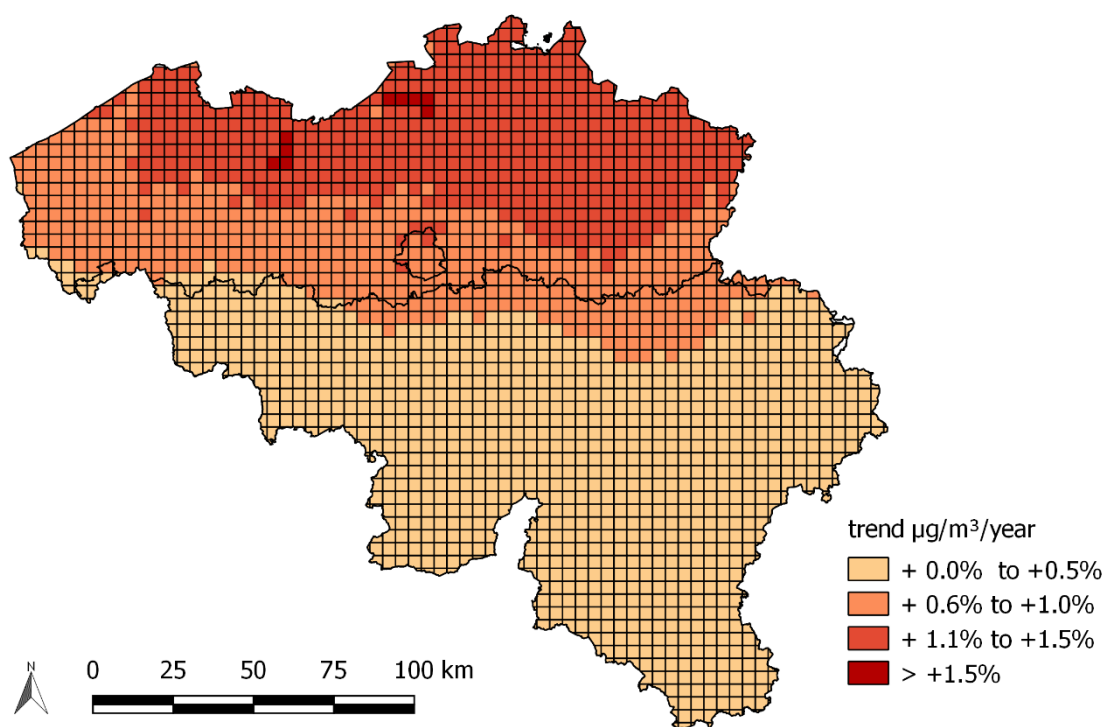 trend µg/m³/year
+ 0.0% to +0.5%
+ 0.6% to +1.0%
+ 1.1% to +1.5%
> +1.5%
N
0 25 50 75 100 km